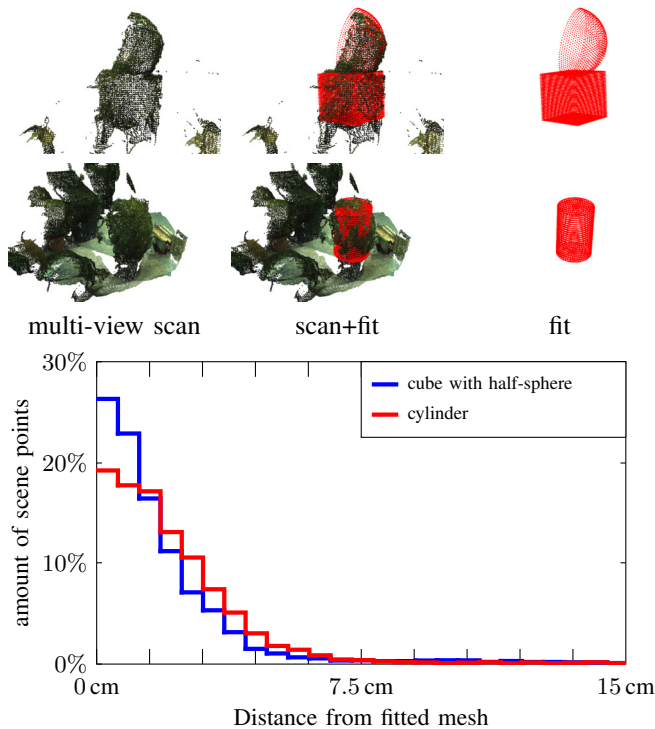 multi-view scan scan+fit fit
30%
cube with half-sphere
cylinder
20%
10%
0%
amount of scene points
0 cm 7.5 cm 15 cm
Distance from fitted mesh